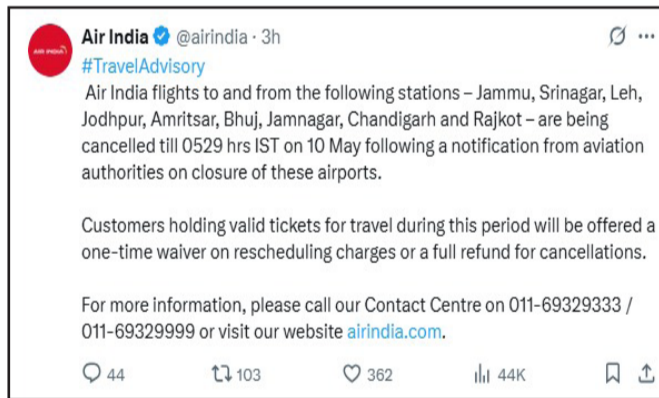 Air India @airindia · 3h
AIR INDIA
#TravelAdvisory
Air India flights to and from the following stations – Jammu, Srinagar, Leh,
Jodhpur, Amritsar, Bhuj, Jamnagar, Chandigarh and Rajkot – are being
cancelled till 0529 hrs IST on 10 May following a notification from aviation
authorities on closure of these airports.
Customers holding valid tickets for travel during this period will be offered a
one-time waiver on rescheduling charges or a full refund for cancellations.
For more information, please call our Contact Centre on 011-69329333 /
011-69329999 or visit our website airindia.com.
44 103 362 44K